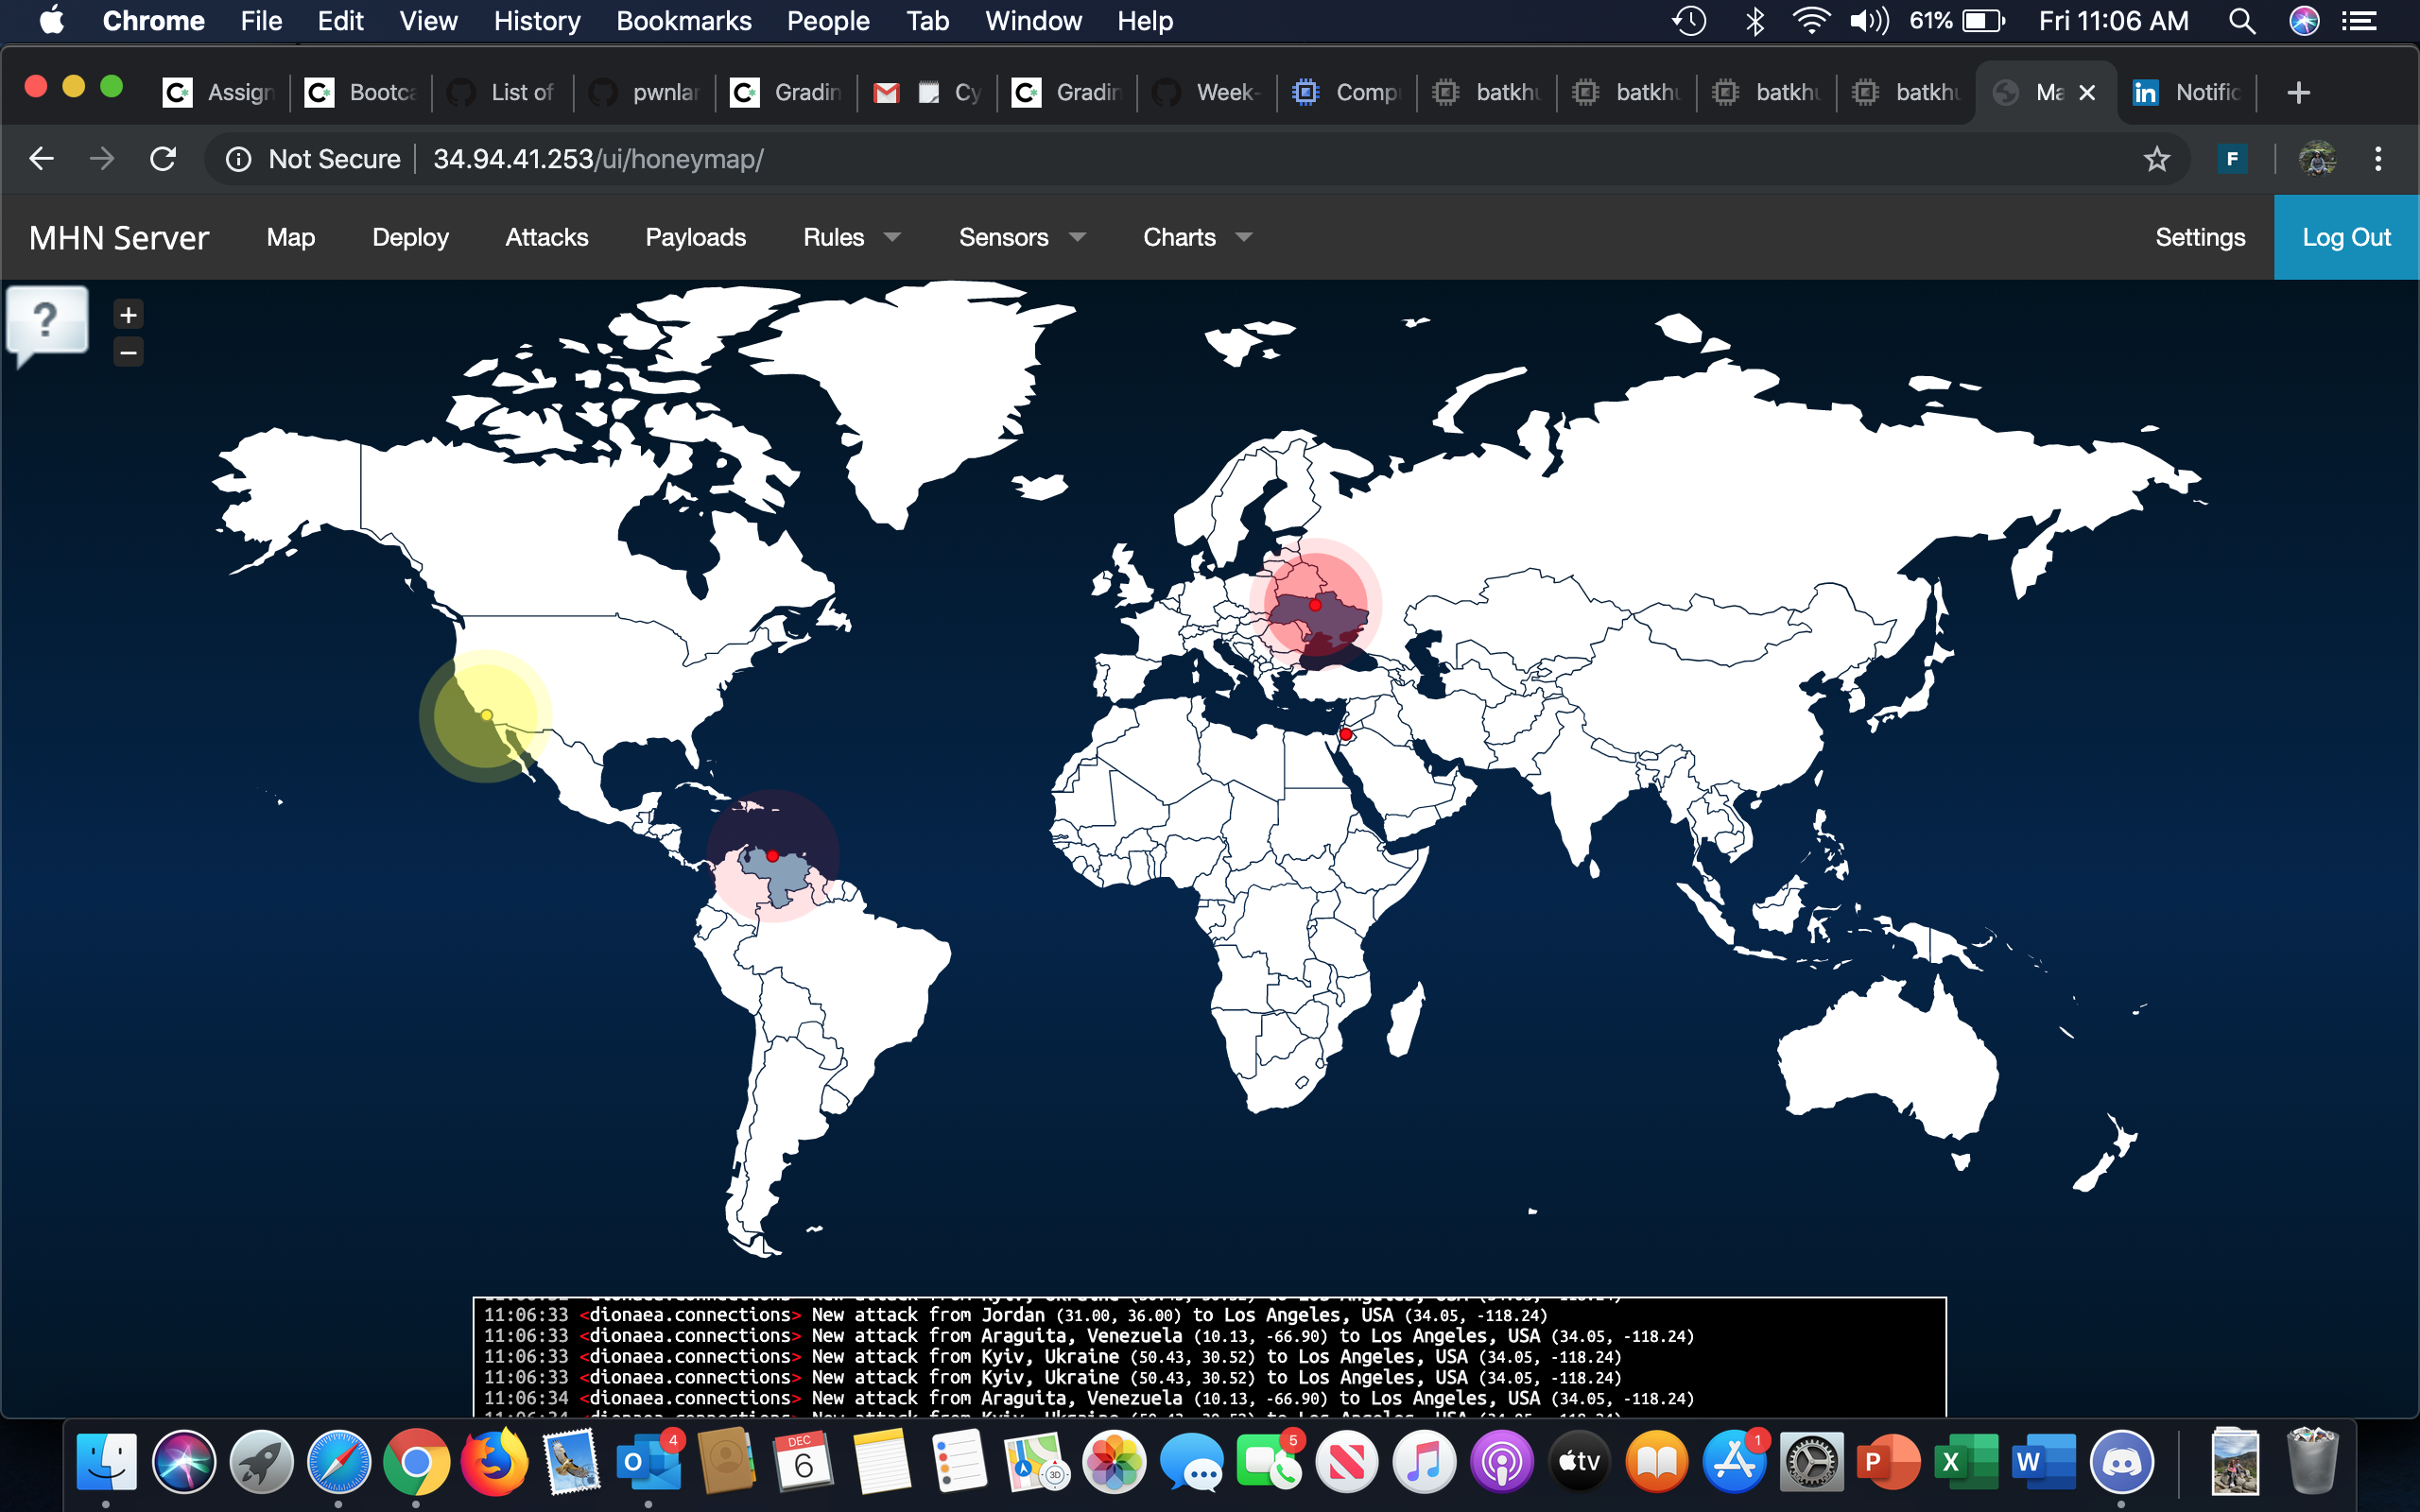 Chrome File Edit View History Bookmarks People Tab Window Help 61% Fri 11:06 AM
Assign Bootca List of pwnlar Gradin Cy Gradin Week- Compu batkhu batkhu batkhu batkhu Ma Notific
Not Secure 34.94.41.253/ui/honeymap/ F
MHN Server Map Deploy Attacks Payloads Rules Sensors Charts Settings Log Out
?
+
−
11:06:33 <dionaea.connections> New attack from Jordan (31.00, 36.00) to Los Angeles, USA (34.05, -118.24)
11:06:33 <dionaea.connections> New attack from Araguita, Venezuela (10.13, -66.90) to Los Angeles, USA (34.05, -118.24)
11:06:33 <dionaea.connections> New attack from Kyiv, Ukraine (50.43, 30.52) to Los Angeles, USA (34.05, -118.24)
11:06:33 <dionaea.connections> New attack from Kyiv, Ukraine (50.43, 30.52) to Los Angeles, USA (34.05, -118.24)
11:06:34 <dionaea.connections> New attack from Araguita, Venezuela (10.13, -66.90) to Los Angeles, USA (34.05, -118.24)
4 DEC 6 3D 5 tv 1 P X W